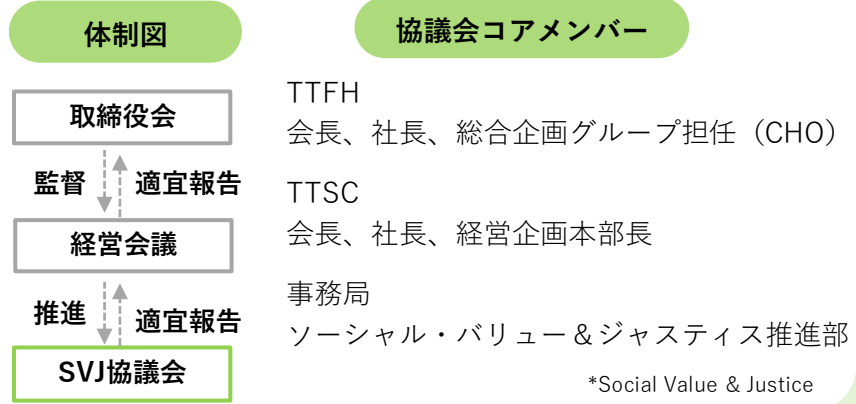 体制図
取締役会
監督 適宜報告
経営会議
推進 適宜報告
SVJ協議会
協議会コアメンバー
TTFH
会長、社長、総合企画グループ担任（CHO）
TTSC
会長、社長、経営企画本部長
事務局
ソーシャル・バリュー＆ジャスティス推進部
*Social Value & Justice